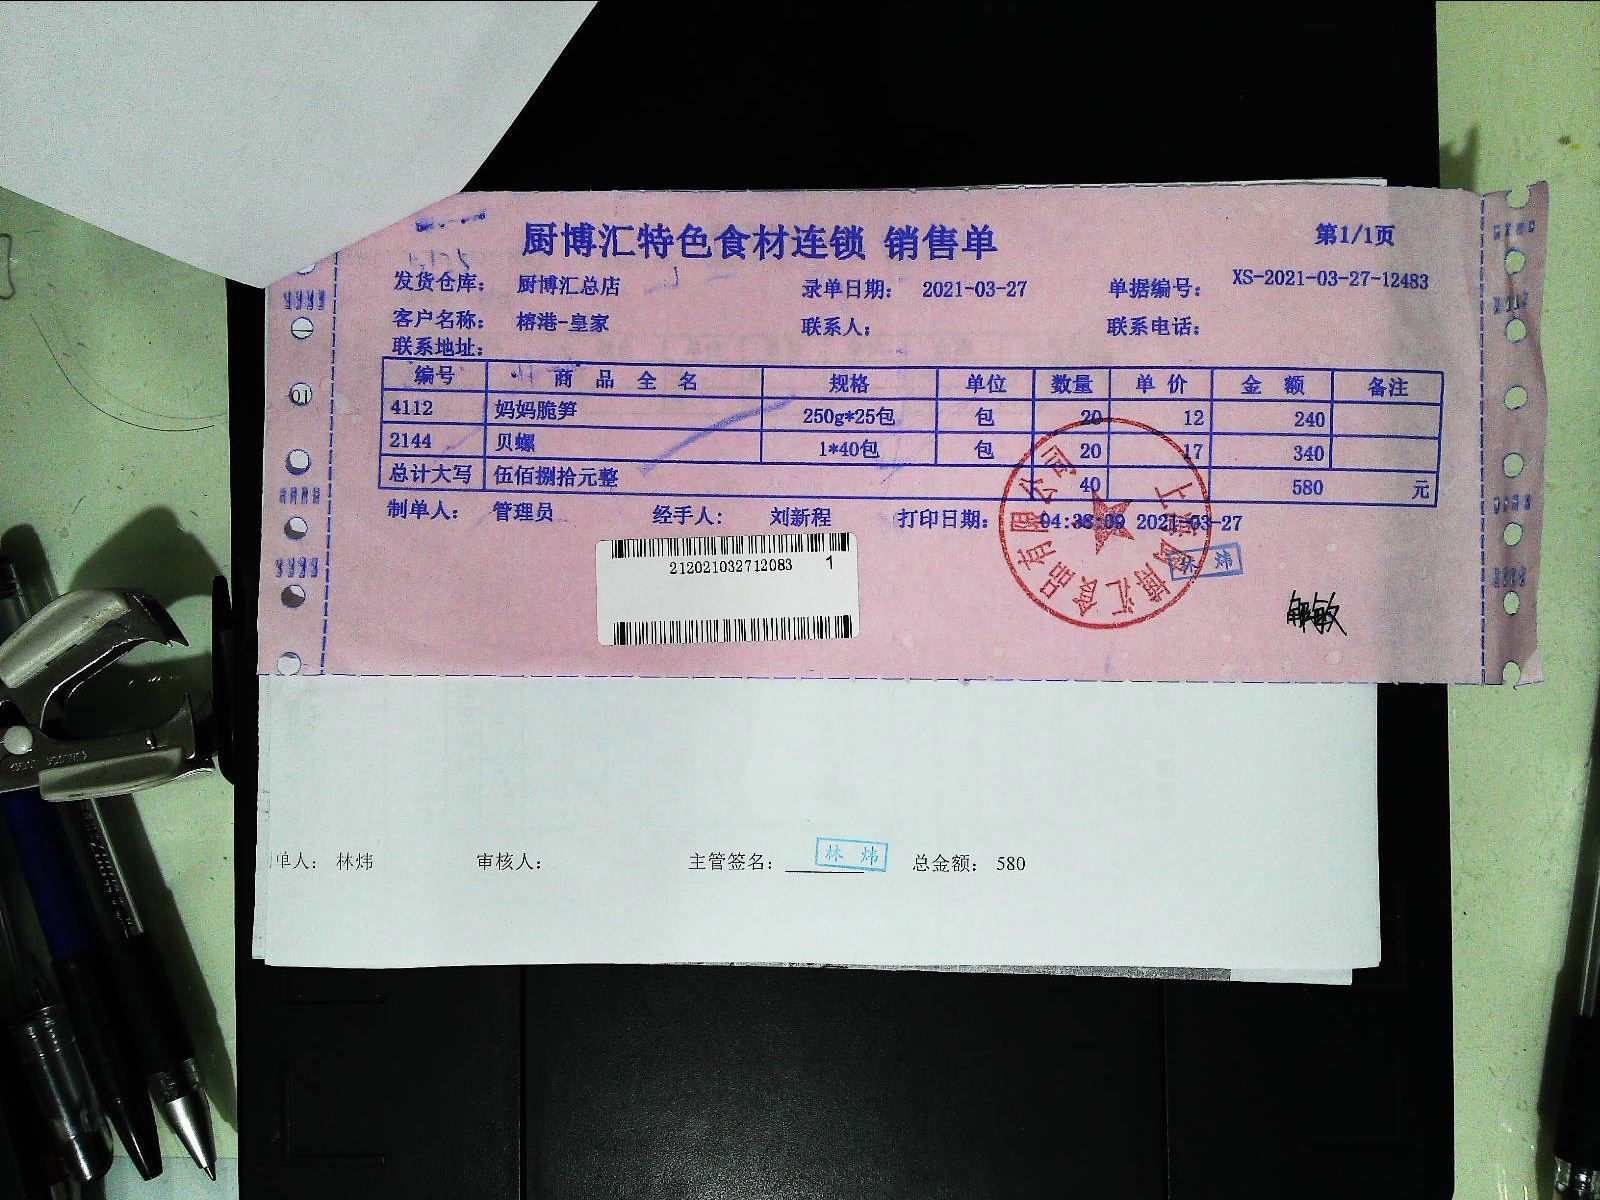 厨博汇特色食材连锁 销售单 第1/1页
发货仓库: 厨博汇总店 录单日期: 2021-03-27 单据编号: XS-2021-03-27-12483
客户名称: 榕港-皇家 联系人: 联系电话:
联系地址:
编号 商品全名 规格 单位 数量 单价 金额 备注
4112 妈妈脆笋 250g*25包 包 20 12 240
2144 贝螺 1*40包 包 20 17 340
总计大写 伍佰捌拾元整 40 580 元
制单人: 管理员 经手人: 刘新程 打印日期: 04:38:09 2021-03-27
212021032712083 1
林炜
单人: 林炜 审核人: 主管签名: 林炜 总金额: 580